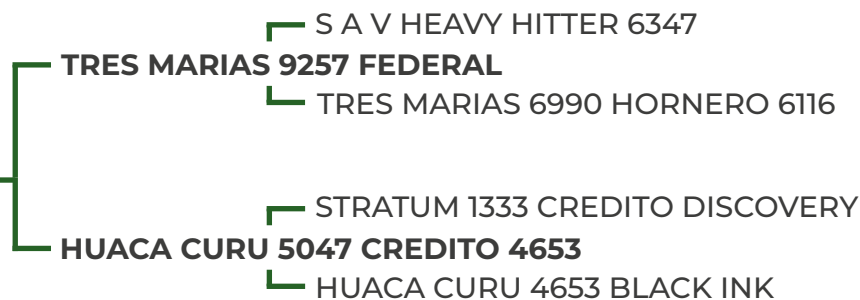 S A V HEAVY HITTER 6347
TRES MARIAS 9257 FEDERAL
TRES MARIAS 6990 HORNERO 6116
STRATUM 1333 CREDITO DISCOVERY
HUACA CURU 5047 CREDITO 4653
HUACA CURU 4653 BLACK INK